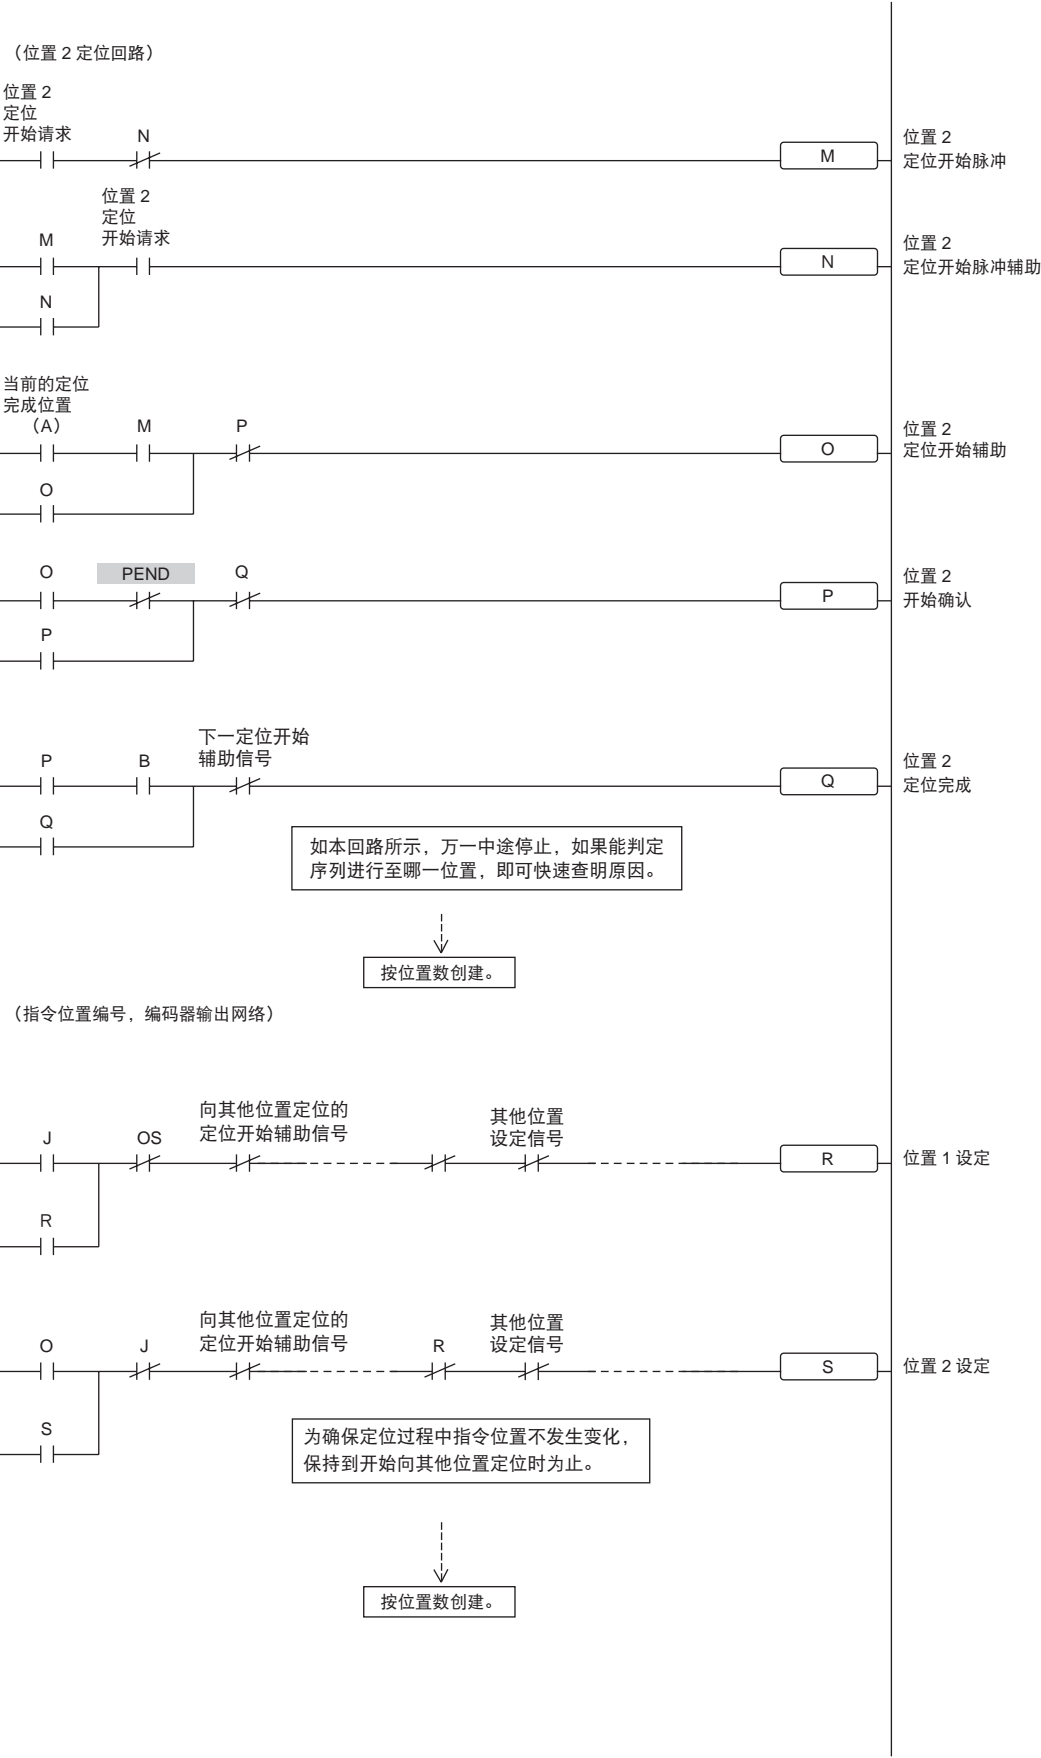 （位置 2 定位回路）
位置 2
定位
开始请求
N
M
位置 2
定位开始脉冲
位置 2
定位
开始请求
M
N
位置 2
定位开始脉冲辅助
N
当前的定位
完成位置
（A）
M
P
O
位置 2
定位开始辅助
O
O
PEND
Q
P
位置 2
开始确认
P
下一定位开始
辅助信号
P
B
Q
位置 2
定位完成
Q
如本回路所示，万一中途停止，如果能判定
序列进行至哪一位置，即可快速查明原因。
按位置数创建。
（指令位置编号，编码器输出网络）
向其他位置定位的
定位开始辅助信号
其他位置
设定信号
J
OS
R
位置 1 设定
R
向其他位置定位的
定位开始辅助信号
其他位置
设定信号
O
J
R
S
位置 2 设定
S
为确保定位过程中指令位置不发生变化，
保持到开始向其他位置定位时为止。
按位置数创建。